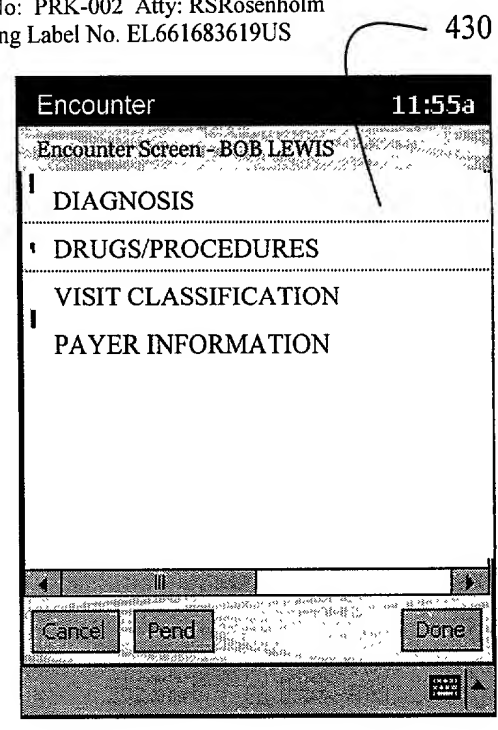 No: PRK-002 Atty: RSRosenholm
ng Label No. EL661683619US
430
Encounter 11:55a
Encounter Screen - BOB LEWIS
DIAGNOSIS
DRUGS/PROCEDURES
VISIT CLASSIFICATION
PAYER INFORMATION
Cancel Pend Done